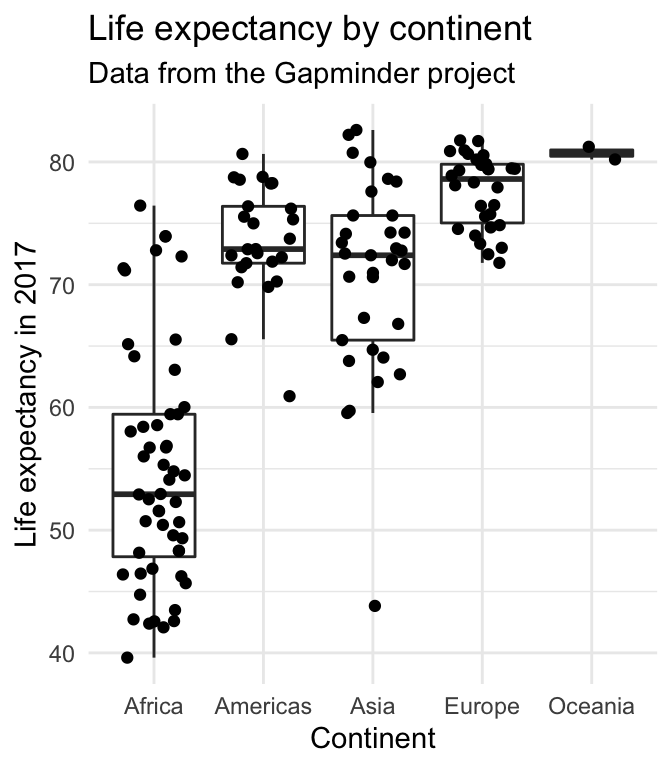 Life expectancy by continent
Data from the Gapminder project
Life expectancy in 2017
80
70
60
50
40
Africa Americas Asia Europe Oceania
Continent